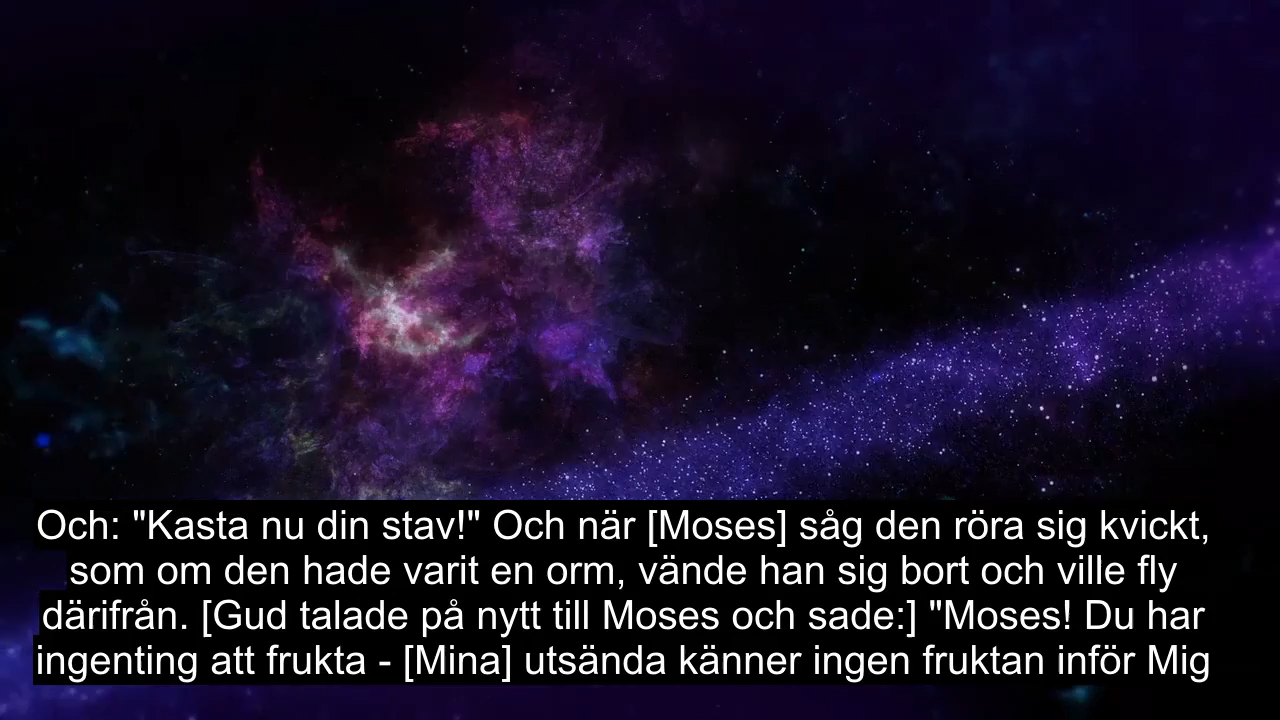 Och: "Kasta nu din stav!" Och när [Moses] såg den röra sig kvickt,
som om den hade varit en orm, vände han sig bort och ville fly
därifrån. [Gud talade på nytt till Moses och sade:] "Moses! Du har
ingenting att frukta - [Mina] utsända känner ingen fruktan inför Mig